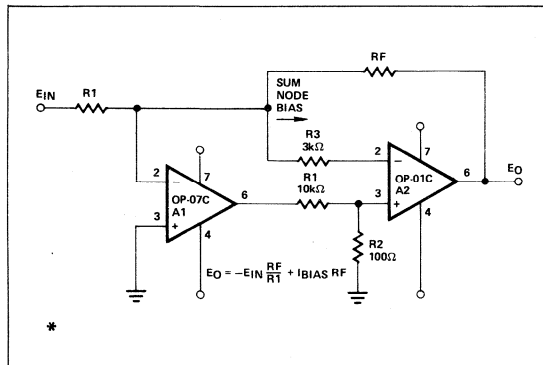 RF
EIN
R1
SUM
NODE
BIAS
R3
3kΩ
2
−
7
6
EO
OP-01C
A2
3
+
4
R1
10kΩ
R2
100Ω
2
−
7
OP-07C
A1
6
3
+
4
EO = −EIN RF/R1 + IBIAS RF
*